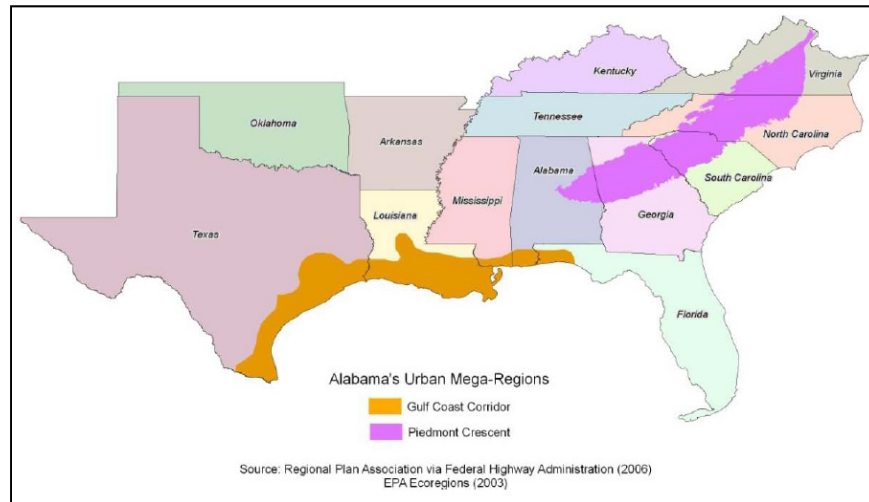 Kentucky
Virginia
Oklahoma
Tennessee
North Carolina
Arkansas
Alabama
South Carolina
Mississippi
Louisiana
Georgia
Texas
Florida
Alabama's Urban Mega-Regions
Gulf Coast Corridor
Piedmont Crescent
Source: Regional Plan Association via Federal Highway Administration (2006)
EPA Ecoregions (2003)